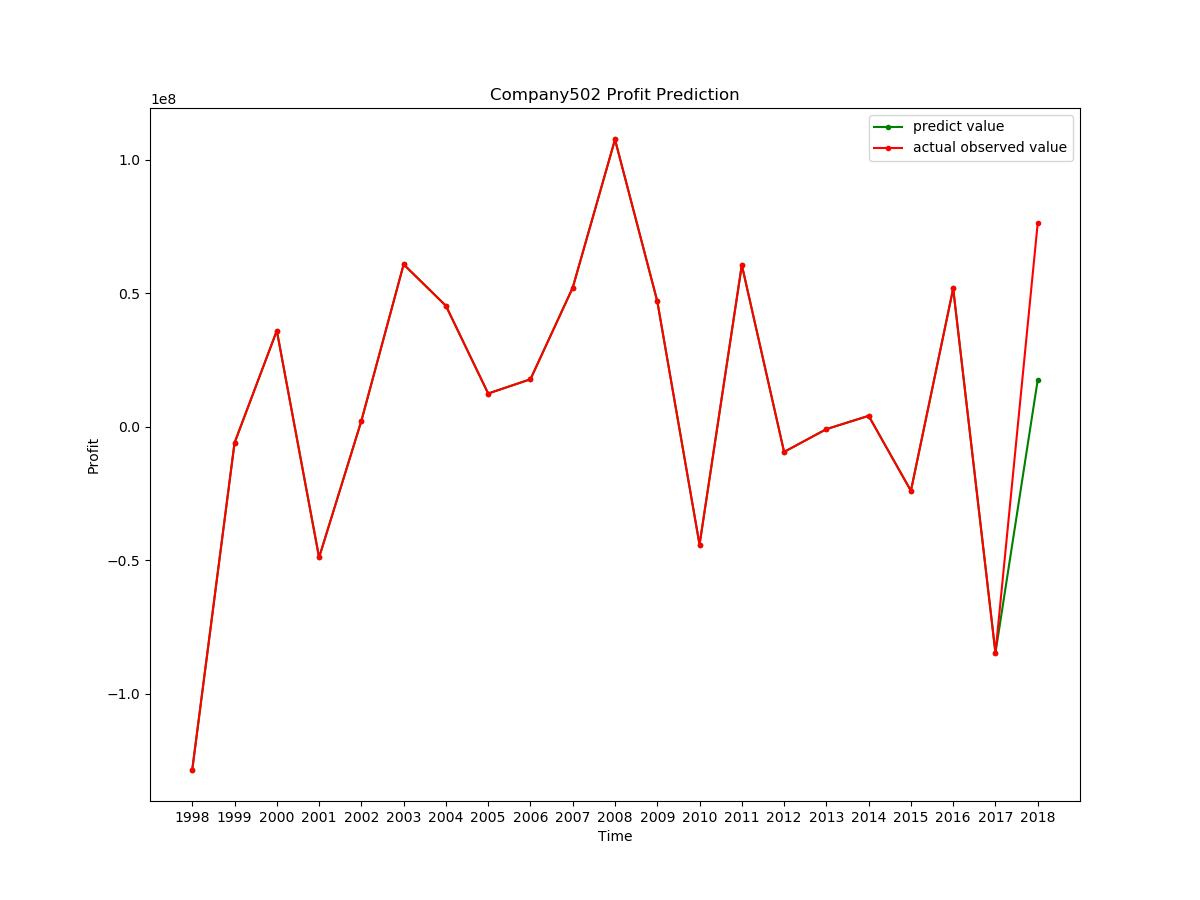 Company502 Profit Prediction
1e8
predict value
actual observed value
1.0
0.5
0.0
−0.5
−1.0
Profit
1998 1999 2000 2001 2002 2003 2004 2005 2006 2007 2008 2009 2010 2011 2012 2013 2014 2015 2016 2017 2018
Time